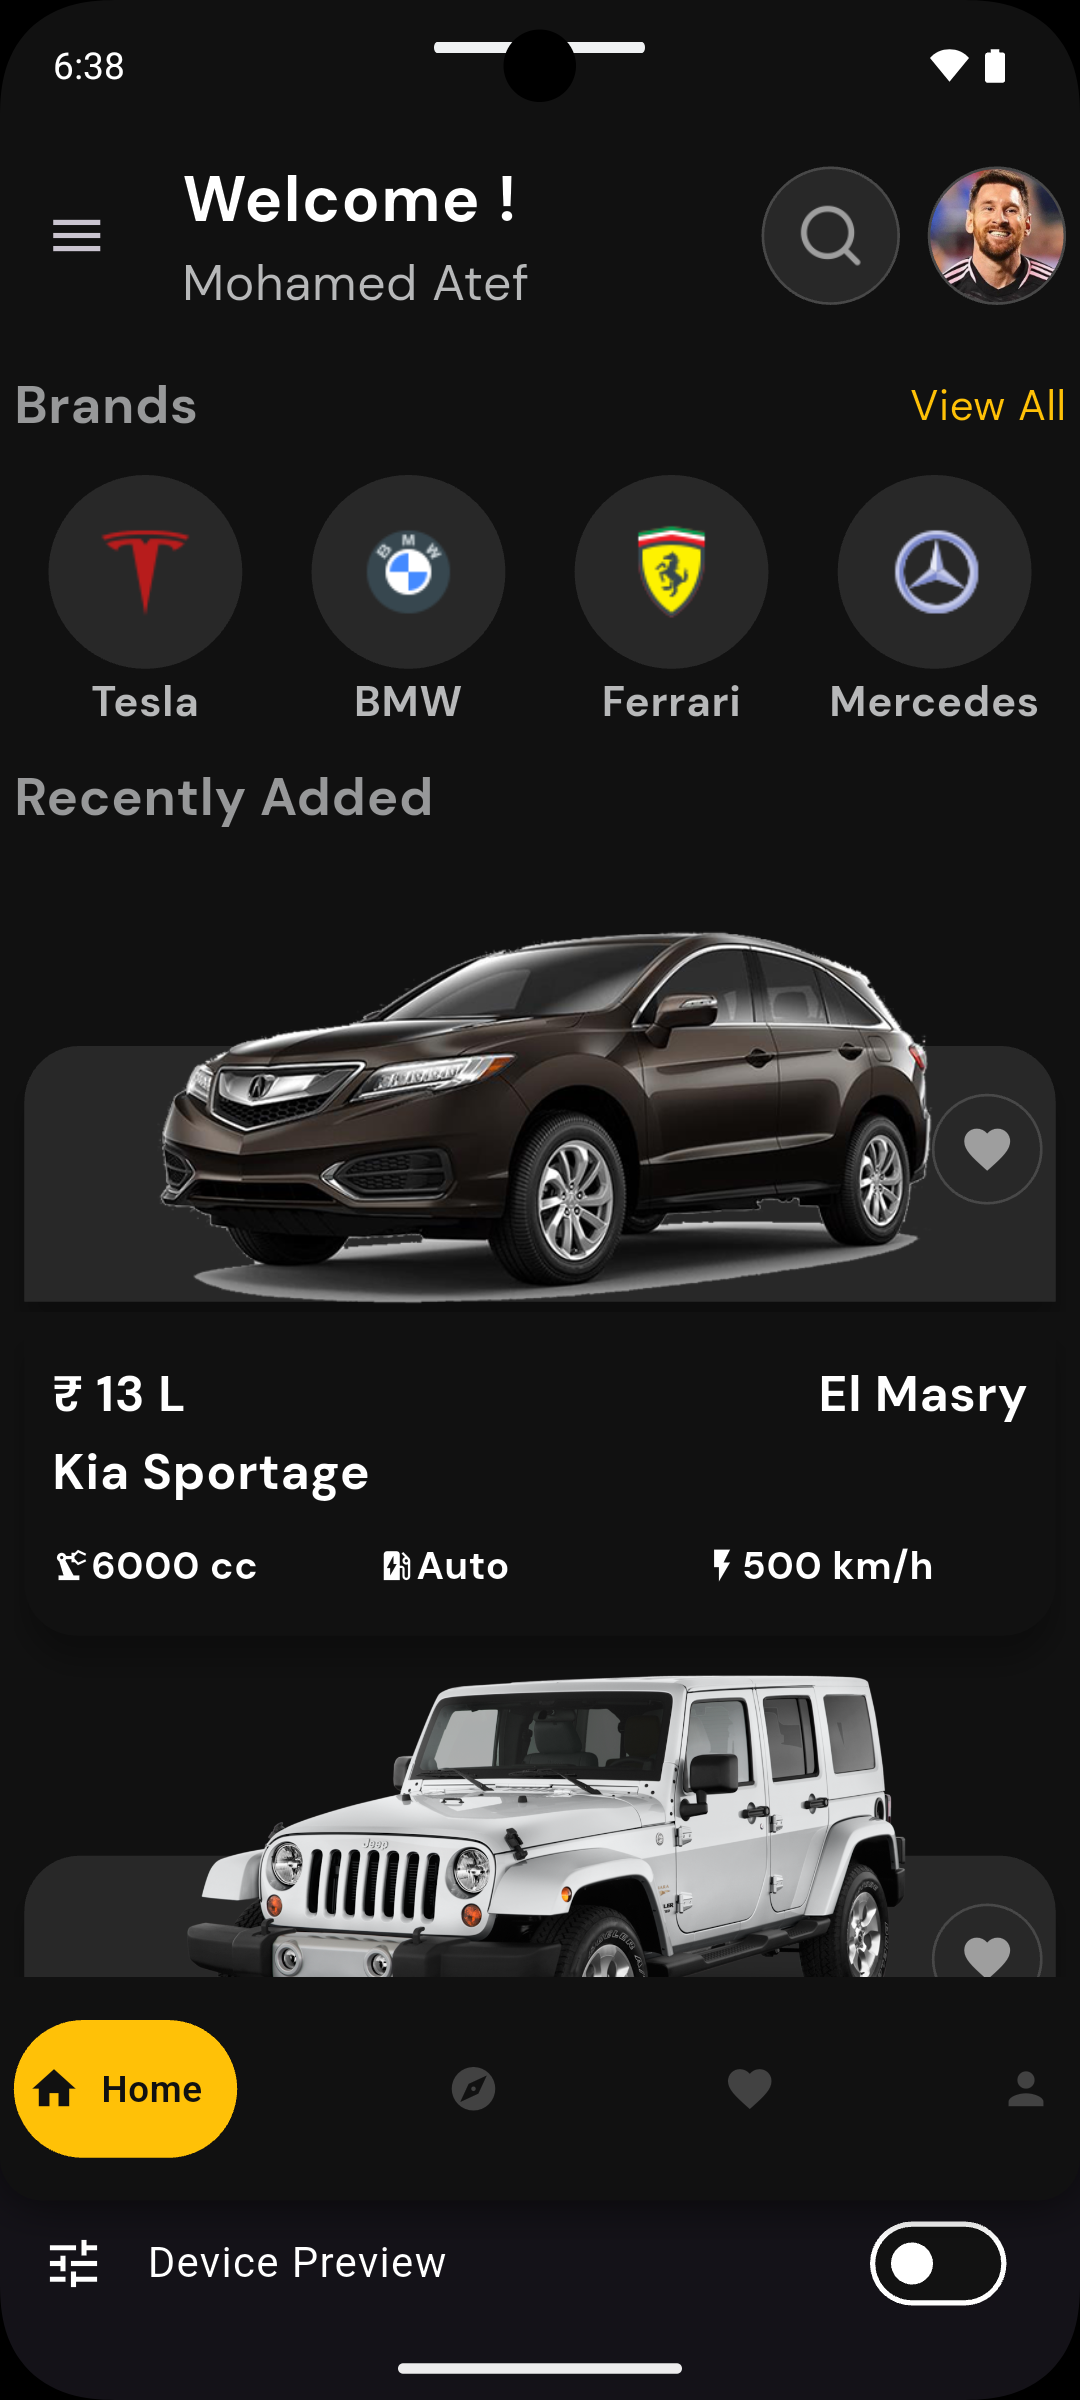 6:38
Welcome !
Mohamed Atef
Brands
View All
B M W
Tesla
BMW
Ferrari
Mercedes
Recently Added
₹ 13 L
El Masry
Kia Sportage
6000 cc
Auto
500 km/h
Jeep
Home
Device Preview